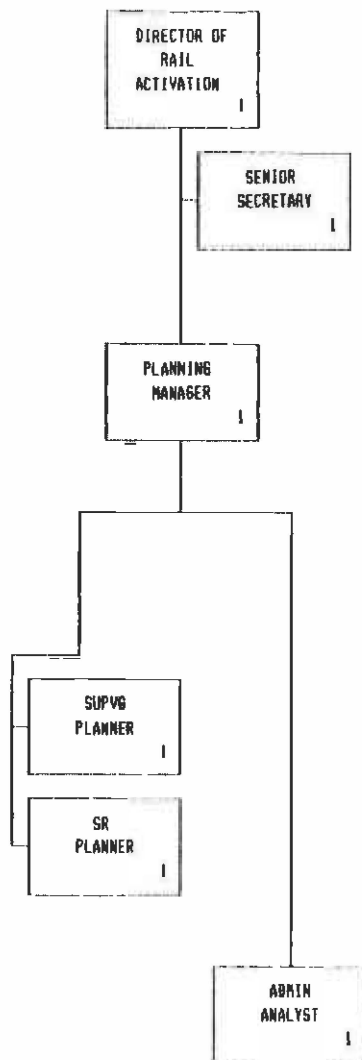 DIRECTOR OF
RAIL
ACTIVATION
1
SENIOR
SECRETARY
1
PLANNING
MANAGER
1
SUPVG
PLANNER
1
SR
PLANNER
1
ADMIN
ANALYST
1